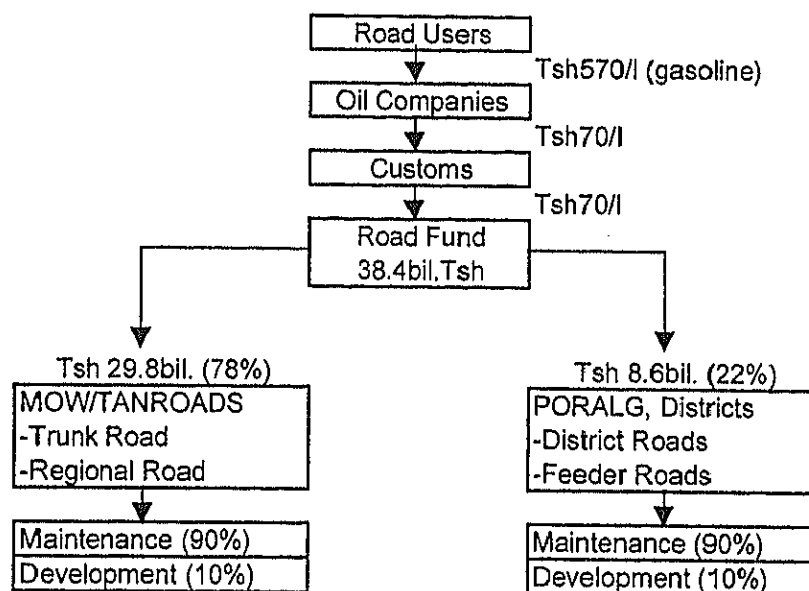 Road Users
Tsh570/l (gasoline)
Oil Companies
Tsh70/l
Customs
Tsh70/l
Road Fund
38.4bil.Tsh
Tsh 29.8bil. (78%)
MOW/TANROADS
-Trunk Road
-Regional Road
Maintenance (90%)
Development (10%)
Tsh 8.6bil. (22%)
PORALG, Districts
-District Roads
-Feeder Roads
Maintenance (90%)
Development (10%)